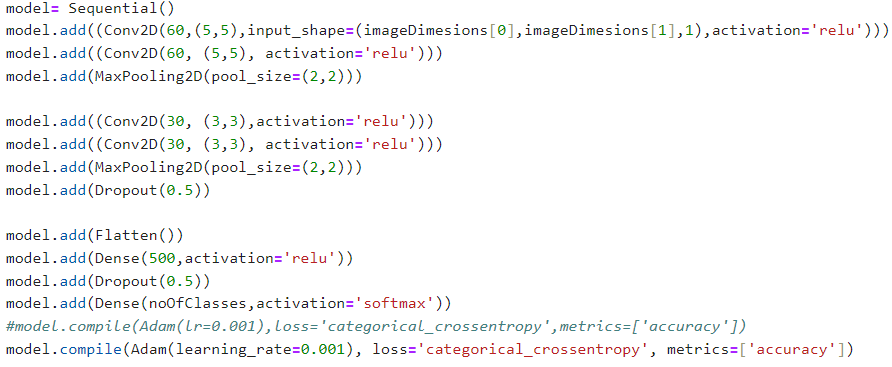 model= Sequential()
model.add((Conv2D(60,(5,5),input_shape=(imageDimesions[0],imageDimesions[1],1),activation='relu')))
model.add((Conv2D(60, (5,5), activation='relu')))
model.add(MaxPooling2D(pool_size=(2,2)))
model.add((Conv2D(30, (3,3),activation='relu')))
model.add((Conv2D(30, (3,3), activation='relu')))
model.add(MaxPooling2D(pool_size=(2,2)))
model.add(Dropout(0.5))
model.add(Flatten())
model.add(Dense(500,activation='relu'))
model.add(Dropout(0.5))
model.add(Dense(noOfClasses,activation='softmax'))
#model.compile(Adam(lr=0.001),loss='categorical_crossentropy',metrics=['accuracy'])
model.compile(Adam(learning_rate=0.001), loss='categorical_crossentropy', metrics=['accuracy'])